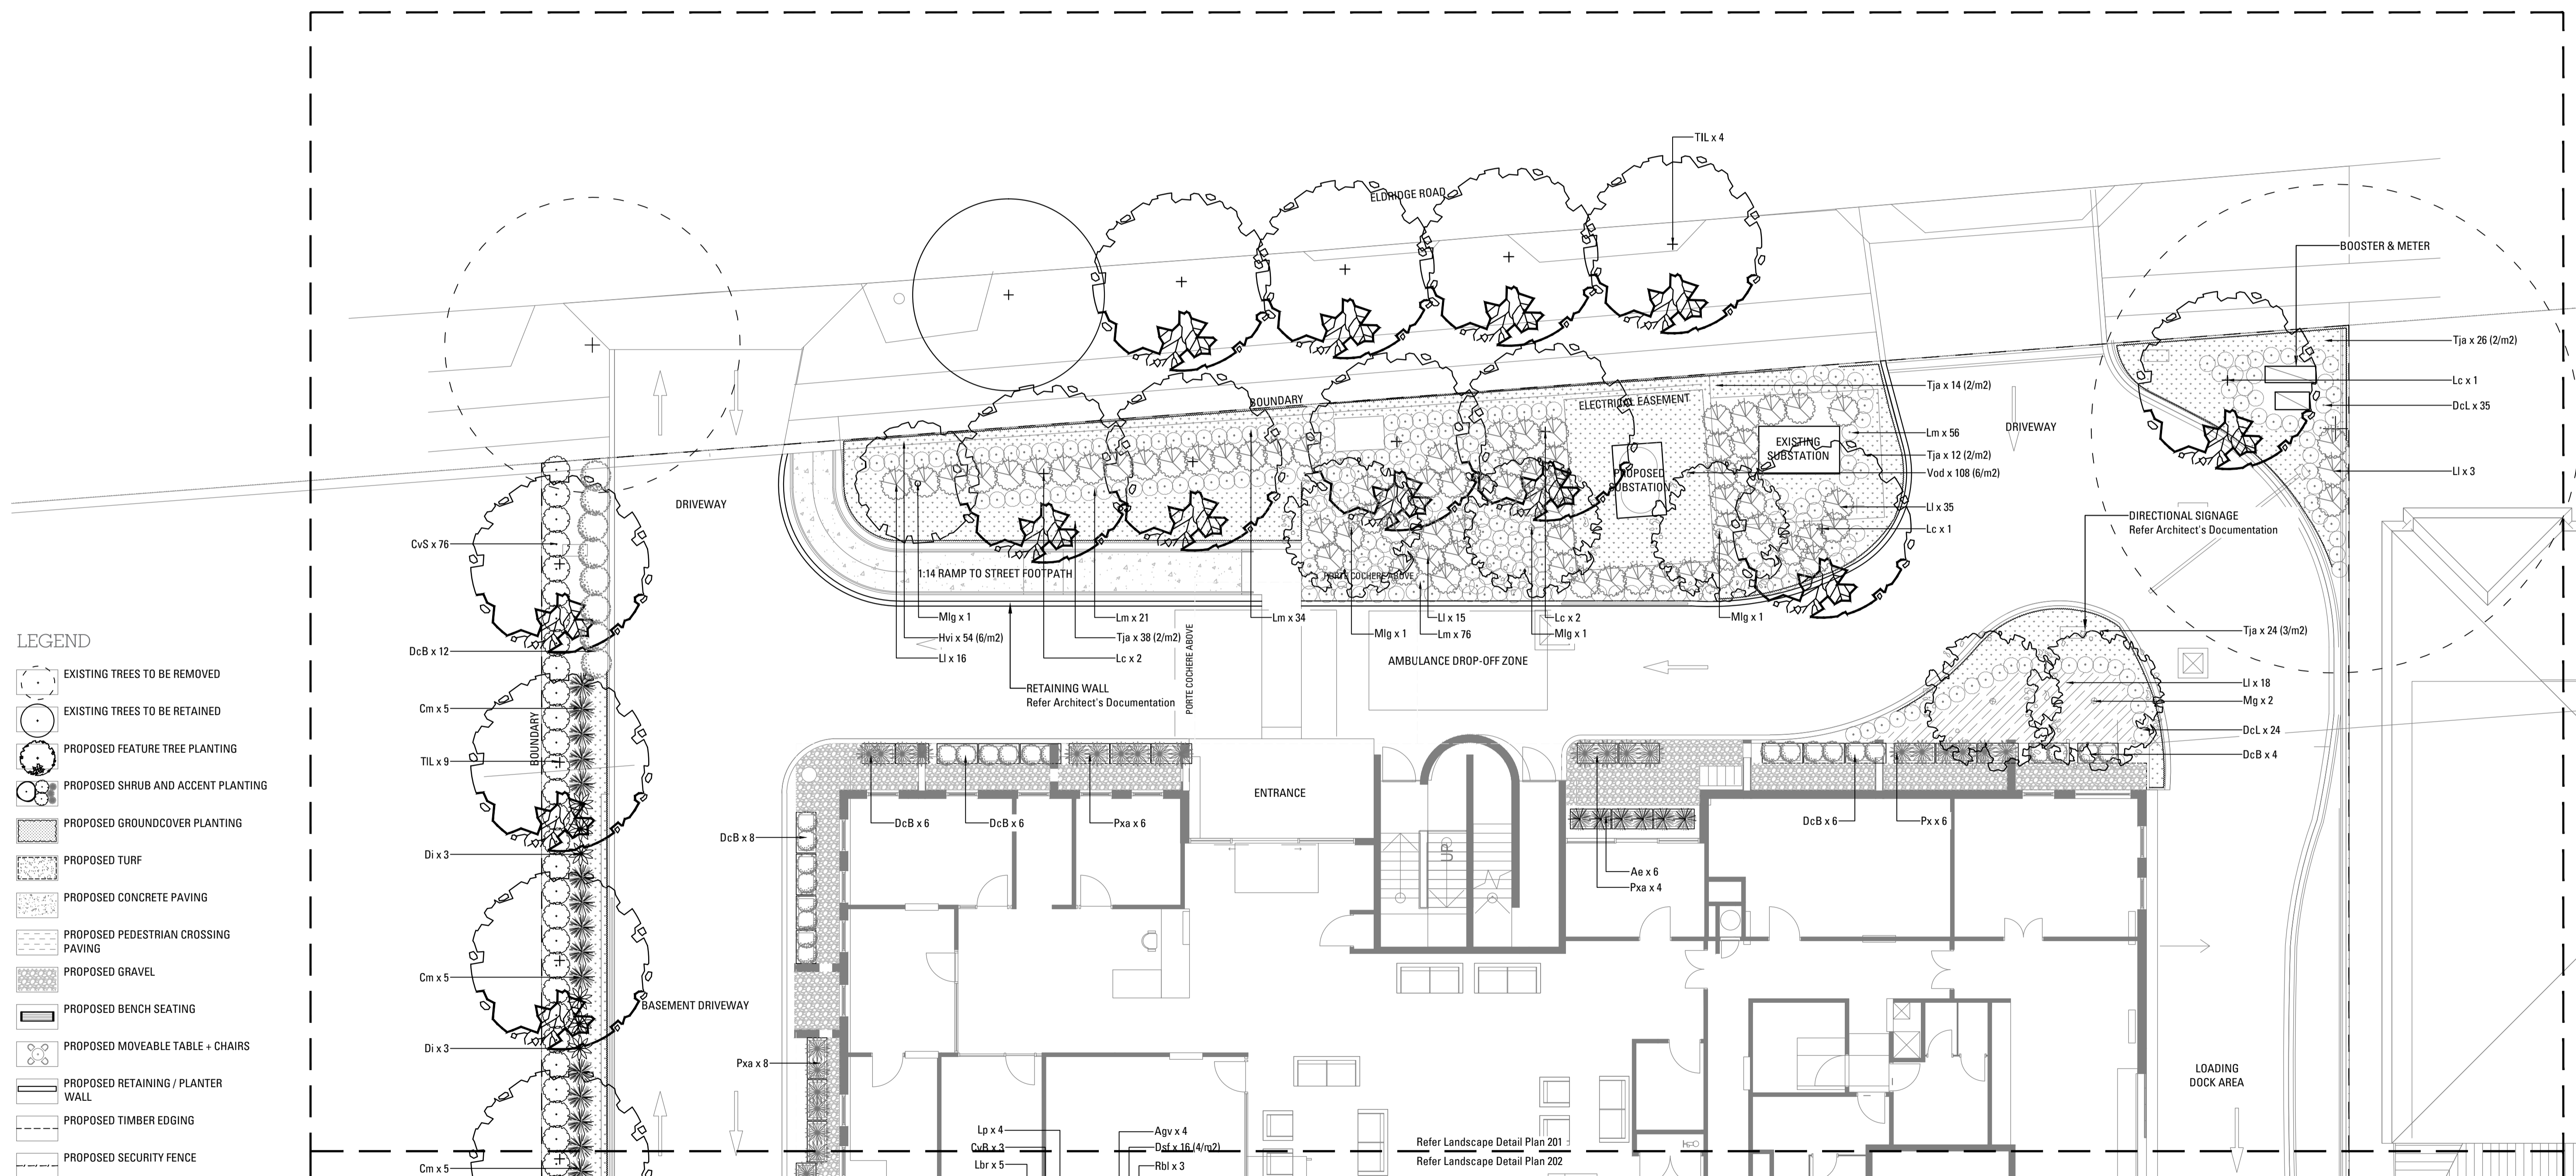 TIL x 4
ELDRIDGE ROAD
BOOSTER & METER
Tja x 26 (2/m2)
Lc x 1
DcL x 35
Ll x 3
BOUNDARY
ELECTRICAL EASEMENT
Tja x 14 (2/m2)
DRIVEWAY
Lm x 56
EXISTING
SUBSTATION
Tja x 12 (2/m2)
Vod x 108 (6/m2)
PROPOSED
SUBSTATION
Ll x 35
Lc x 1
DIRECTIONAL SIGNAGE
Refer Architect's Documentation
DRIVEWAY
CvS x 76
1:14 RAMP TO STREET FOOTPATH
PORTE COCHERE ABOVE
Mlg x 1
Lm x 21
Lm x 34
Ll x 15
Lc x 2
Mlg x 1
Hvi x 54 (6/m2)
Tja x 38 (2/m2)
Mlg x 1
Lm x 76
Mlg x 1
Ll x 16
Lc x 2
PORTE COCHERE ABOVE
AMBULANCE DROP-OFF ZONE
RETAINING WALL
Refer Architect's Documentation
Tja x 24 (3/m2)
Ll x 18
Mg x 2
DcL x 24
DcB x 4
DcB x 12
Cm x 5
BOUNDARY
TIL x 9
ENTRANCE
DcB x 6
DcB x 6
Pxa x 6
DcB x 6
Px x 6
DcB x 8
UP
Ae x 6
Pxa x 4
Di x 3
Cm x 5
BASEMENT DRIVEWAY
Di x 3
Pxa x 8
LOADING
DOCK AREA
Lp x 4
CvB x 3
Lbr x 5
Agv x 4
Dsf x 16 (4/m2)
Rbl x 3
Refer Landscape Detail Plan 201
Refer Landscape Detail Plan 202
Cm x 5
LEGEND
EXISTING TREES TO BE REMOVED
EXISTING TREES TO BE RETAINED
PROPOSED FEATURE TREE PLANTING
PROPOSED SHRUB AND ACCENT PLANTING
PROPOSED GROUNDCOVER PLANTING
PROPOSED TURF
PROPOSED CONCRETE PAVING
PROPOSED PEDESTRIAN CROSSING
PAVING
PROPOSED GRAVEL
PROPOSED BENCH SEATING
PROPOSED MOVEABLE TABLE + CHAIRS
PROPOSED RETAINING / PLANTER
WALL
PROPOSED TIMBER EDGING
PROPOSED SECURITY FENCE